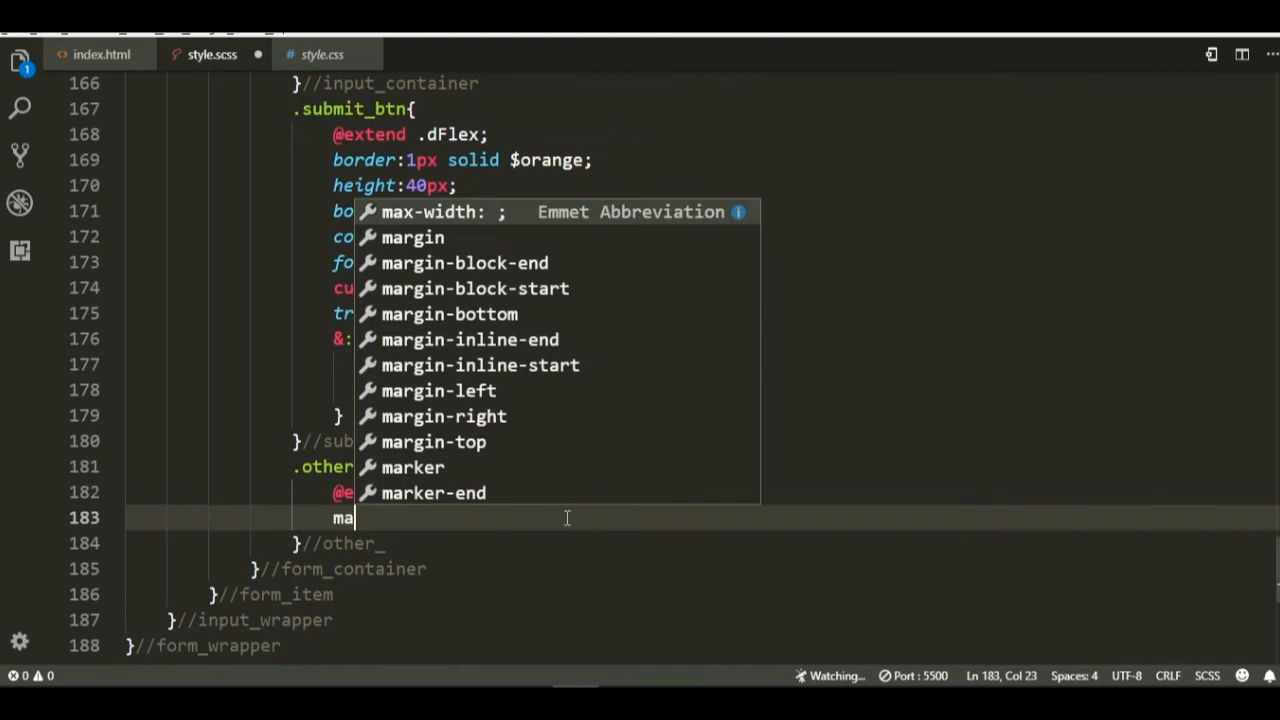 index.html style.scss style.css
166 }//input_container
167 .submit_btn{
168 @extend .dFlex;
169 border:1px solid $orange;
170 height:40px;
171 bo
max-width: ; Emmet Abbreviation
172 co
margin
173 fo
margin-block-end
174 cu
margin-block-start
175 tr
margin-bottom
176 &:
margin-inline-end
177
margin-inline-start
178
margin-left
179 }
margin-right
180 }//sub
margin-top
181 .other
marker
182 @e
marker-end
183 ma
184 }//other_
185 }//form_container
186 }//form_item
187 }//input_wrapper
188 }//form_wrapper
1
0 0 Watching... Port : 5500 Ln 183, Col 23 Spaces: 4 UTF-8 CRLF SCSS